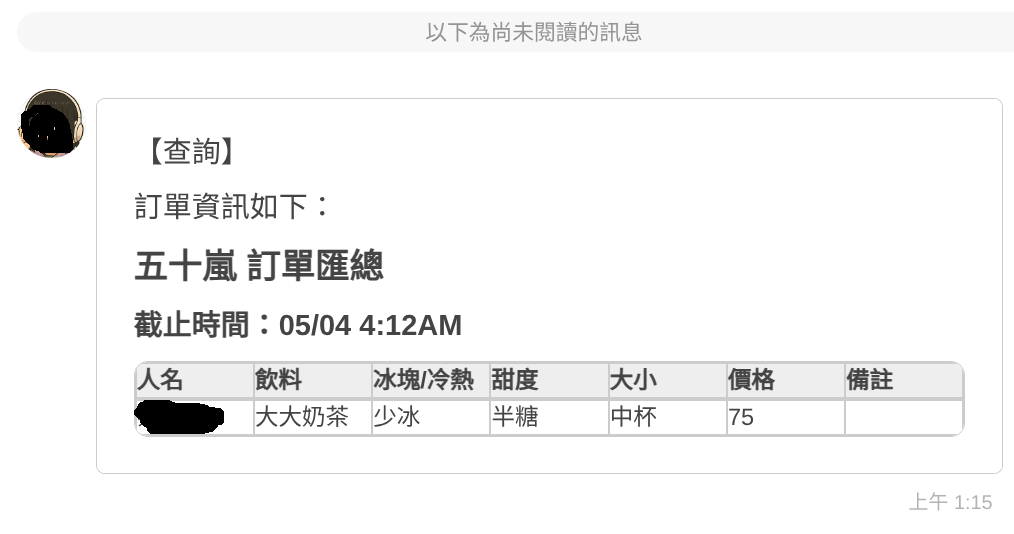 以下為尚未閱讀的訊息
【查詢】
訂單資訊如下：
五十嵐 訂單匯總
截止時間：05/04 4:12AM
人名 飲料 冰塊/冷熱 甜度 大小 價格 備註
大大奶茶 少冰 半糖 中杯 75
上午 1:15